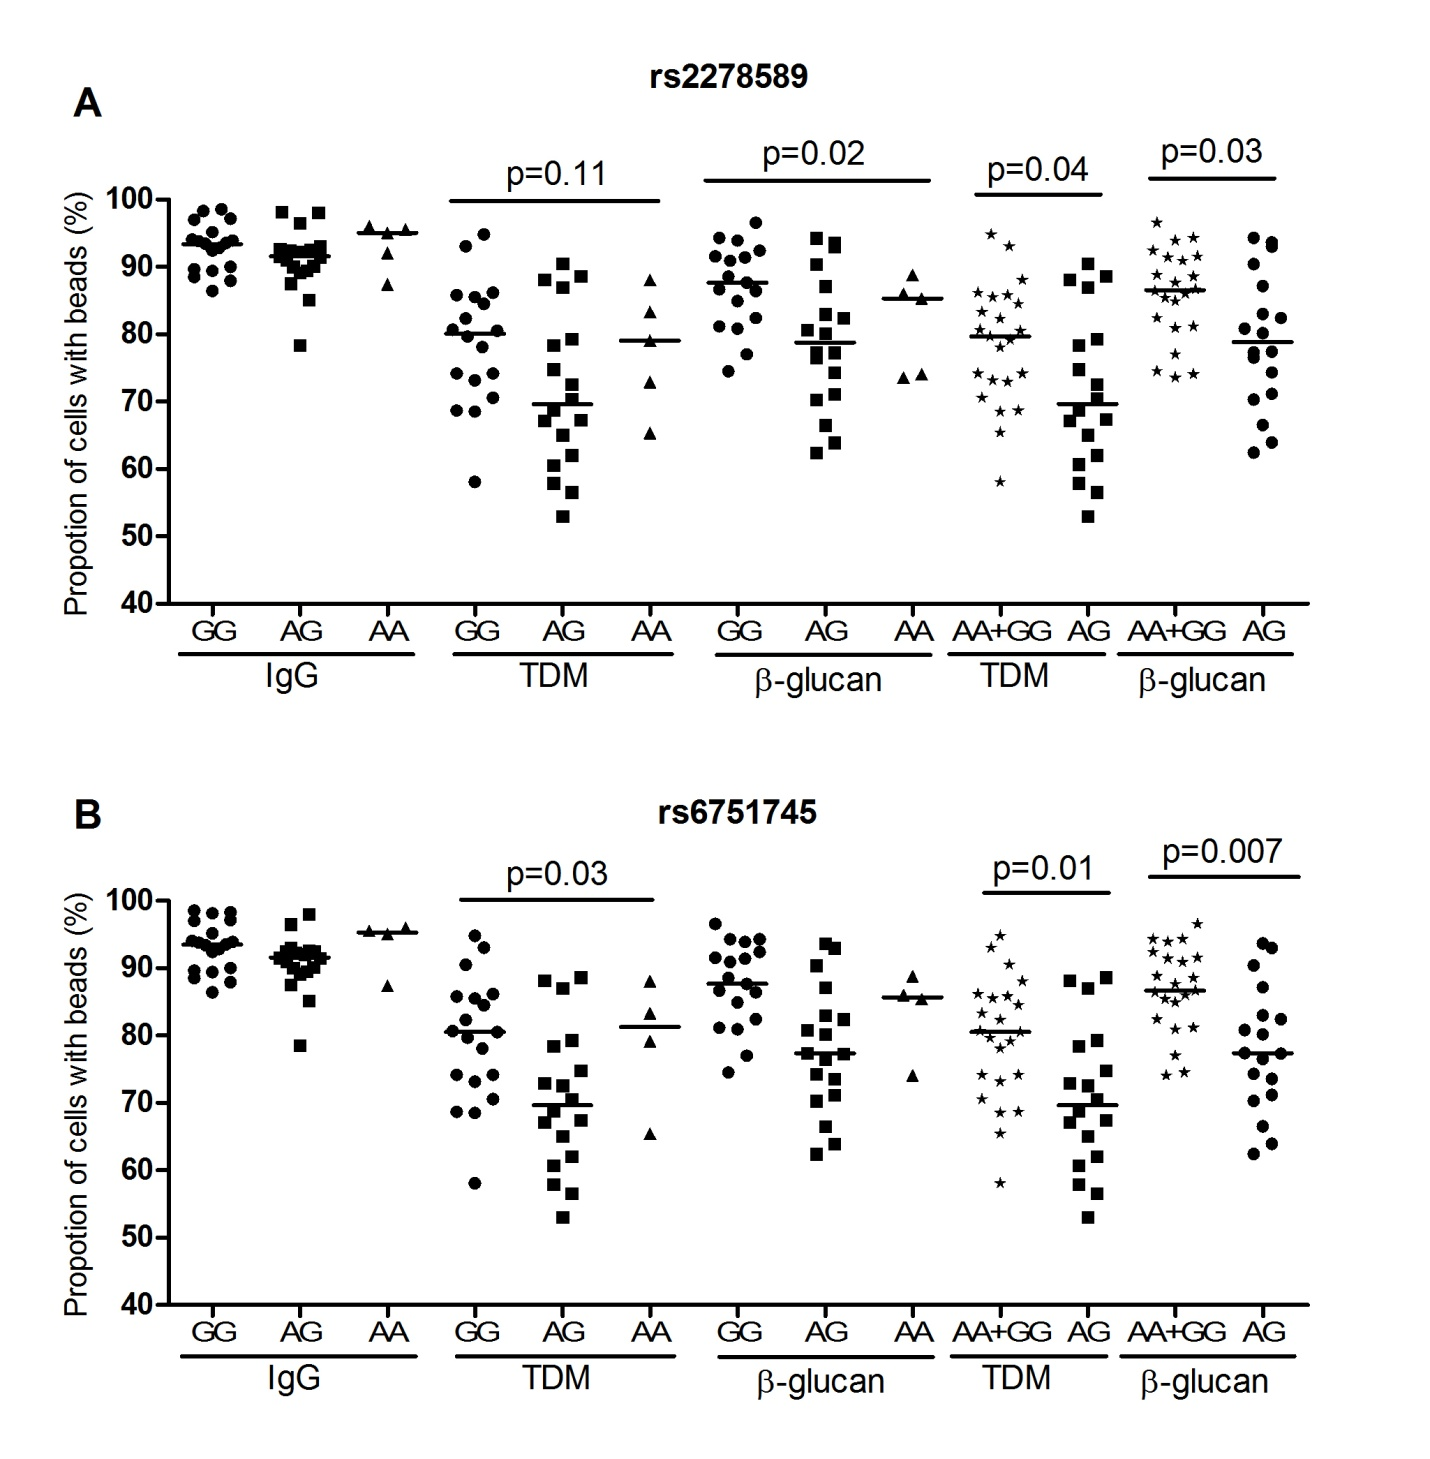 rs2278589
A
p=0.11 p=0.02 p=0.04 p=0.03
Propotion of cells with beads (%)
100
90
80
70
60
50
40
GG AG AA GG AG AA GG AG AA AA+GG AG AA+GG AG
IgG TDM β-glucan TDM β-glucan
B
rs6751745
p=0.03 p=0.01 p=0.007
Propotion of cells with beads (%)
100
90
80
70
60
50
40
GG AG AA GG AG AA GG AG AA AA+GG AG AA+GG AG
IgG TDM β-glucan TDM β-glucan